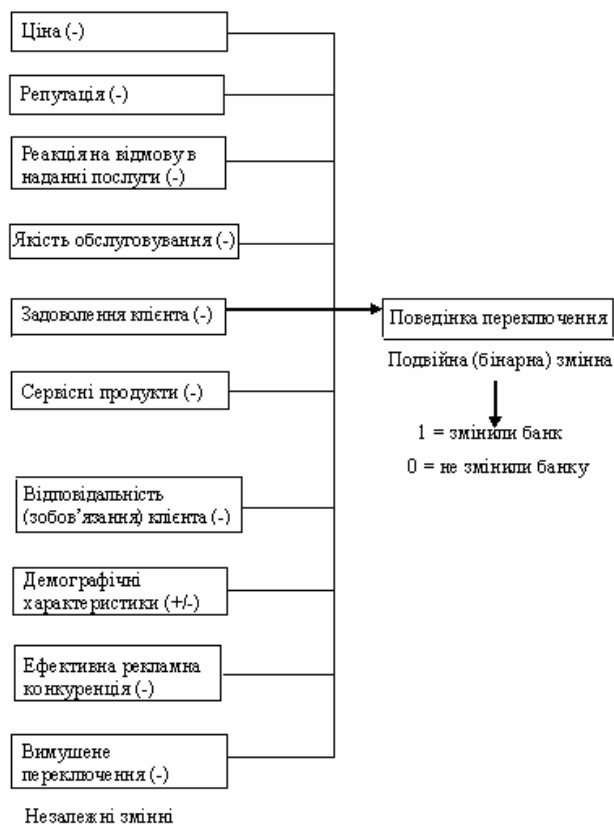 Ціна (-)
Репутація (-)
Реакція на відмову в
наданні послуги (-)
Якість обслуговування (-)
Задоволення клієнта (-)
Сервісні продукти (-)
Відповідальність
(зобов’язання) клієнта (-)
Демографічні
характеристики (+/-)
Ефективна рекламна
конкуренція (-)
Вимушене
переключення (-)
Незалежні змінні
Поведінка переключення
Подвійна (бінарна) змінна
1 = змінили банк
0 = не змінили банку